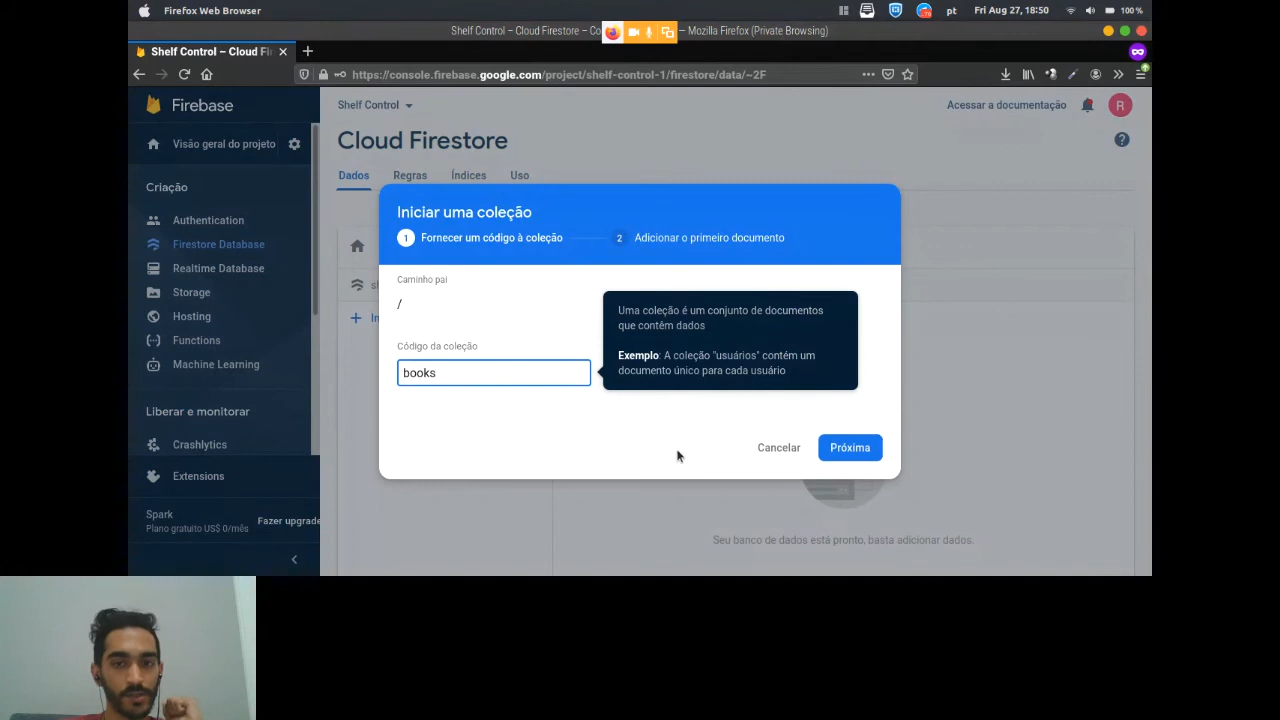 Firefox Web Browser
pt
Fri Aug 27, 18:50
100 %
Shelf Control – Cloud Firestore – Co
– Mozilla Firefox (Private Browsing)
Shelf Control – Cloud Fi
https://console.firebase.google.com/project/shelf-control-1/firestore/data/~2F
Firebase
Shelf Control
Acessar a documentação
R
Visão geral do projeto
Cloud Firestore
Dados
Regras
Índices
Uso
Criação
Authentication
Firestore Database
Realtime Database
Storage
Hosting
Functions
Machine Learning
Liberar e monitorar
Crashlytics
Extensions
Spark
Plano gratuito US$ 0/mês
Fazer upgrade
Iniciar uma coleção
1 Fornecer um código à coleção
2 Adicionar o primeiro documento
Caminho pai
/
Uma coleção é um conjunto de documentos
que contêm dados
Exemplo: A coleção "usuários" contém um
documento único para cada usuário
Código da coleção
books
Cancelar
Próxima
Seu banco de dados está pronto, basta adicionar dados.